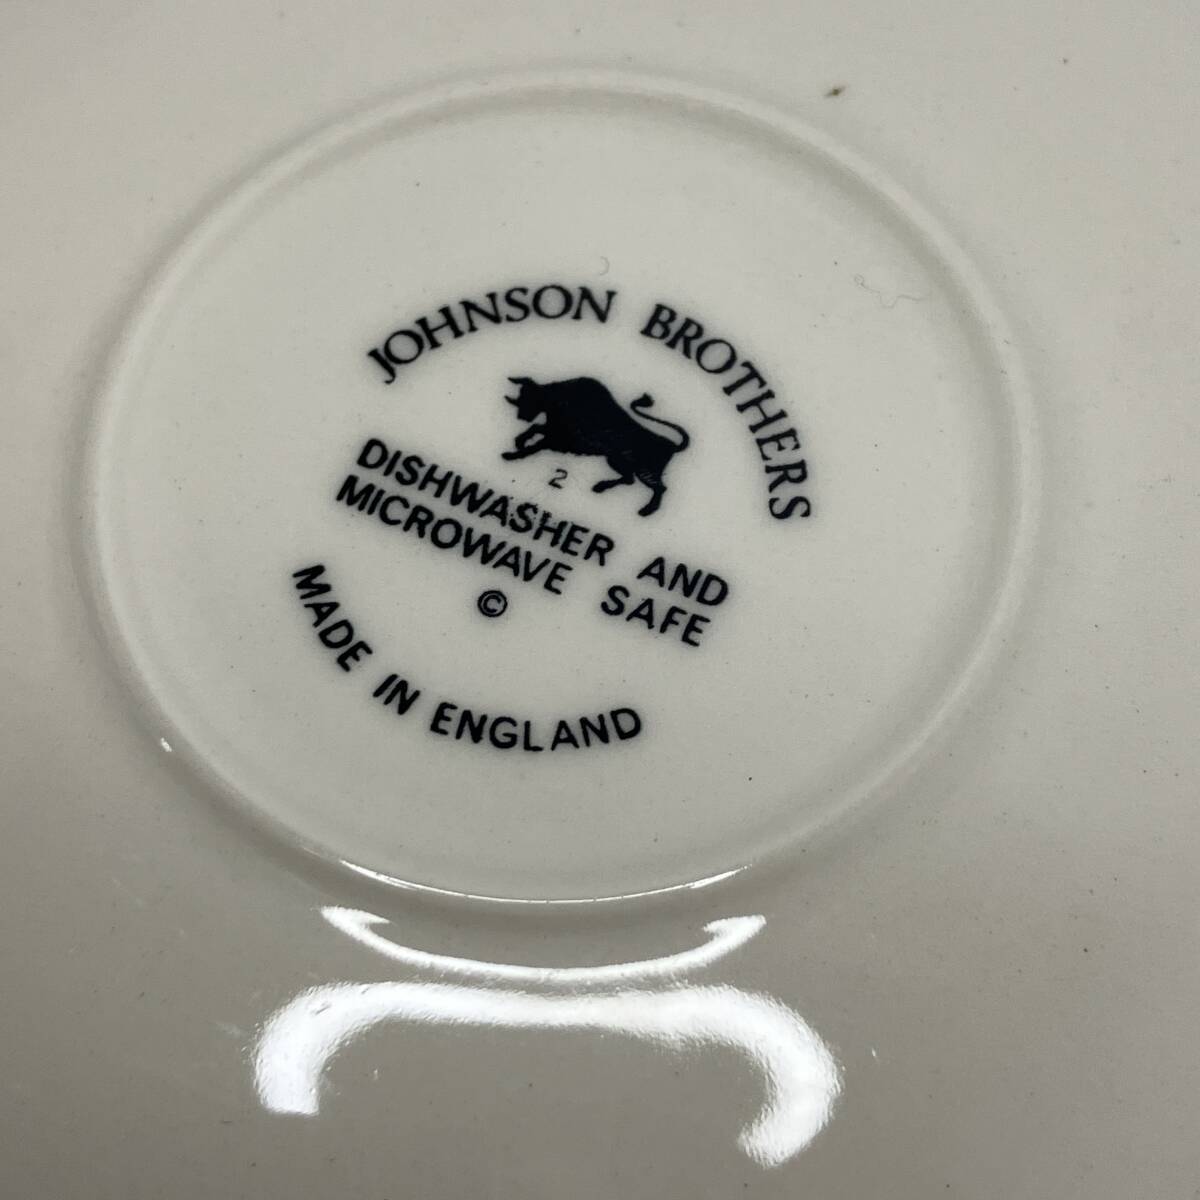 JOHNSON BROTHERS
2
DISHWASHER AND
MICROWAVE SAFE
©
MADE IN ENGLAND